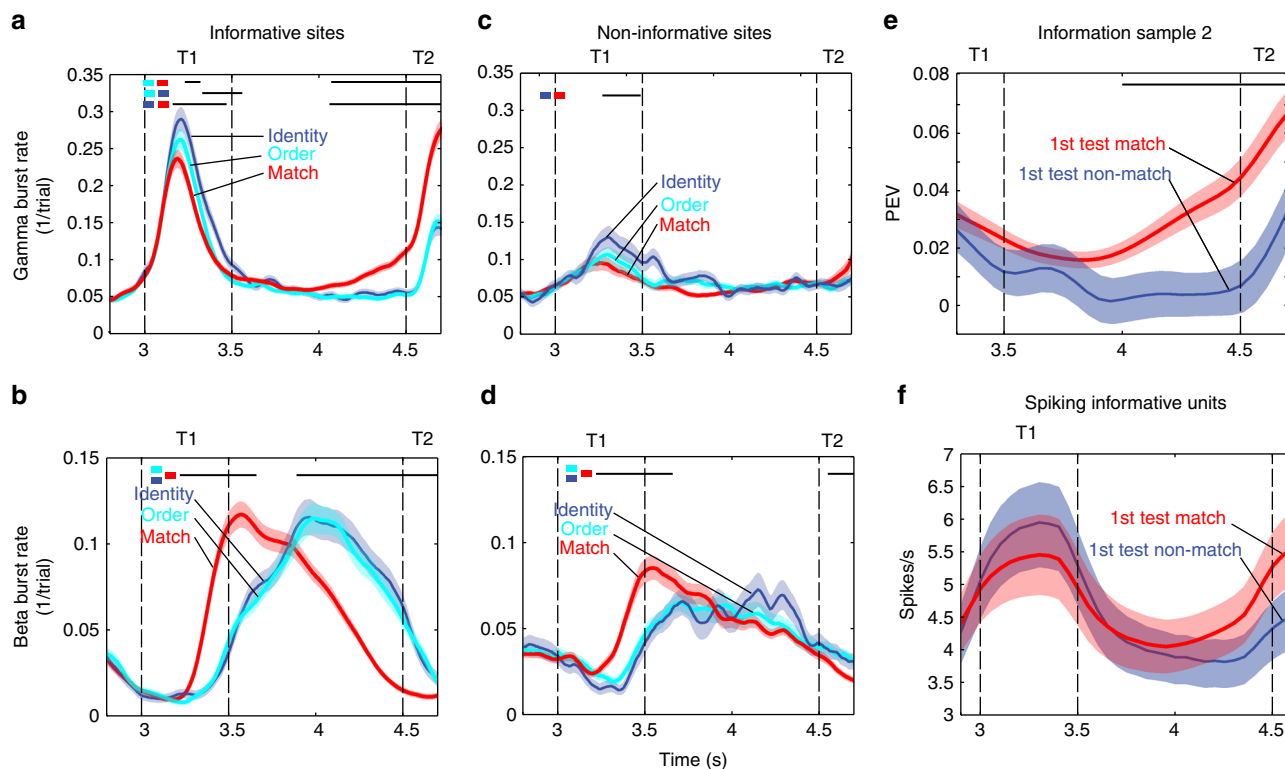 a
Informative sites
T1
T2
0.35
0.3
0.25
0.2
0.15
0.1
0.05
0
Gamma burst rate
(1/trial)
Identity
Order
Match
3
3.5
4
4.5
c
Non-informative sites
T1
T2
0.35
0.3
0.25
0.2
0.15
0.1
0.05
0
Identity
Order
Match
3
3.5
4
4.5
e
Information sample 2
T1
T2
0.08
0.06
0.04
0.02
0
PEV
1st test match
1st test non-match
3.5
4
4.5
b
T1
T2
0.15
0.1
0.05
0
Beta burst rate
(1/trial)
Identity
Order
Match
3
3.5
4
4.5
d
T1
T2
0.15
0.1
0.05
0
Identity
Order
Match
3
3.5
4
4.5
Time (s)
f
Spiking informative units
T1
7
6.5
6
5.5
5
4.5
4
3.5
3
Spikes/s
1st test match
1st test non-match
3
3.5
4
4.5